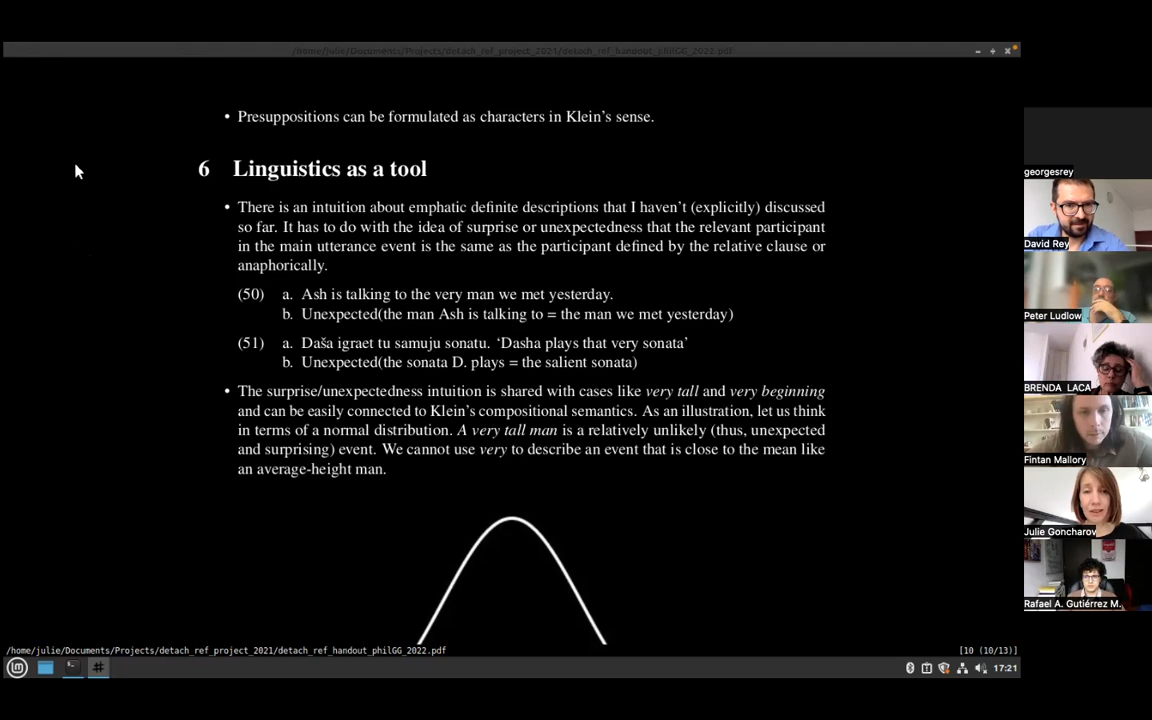 /home/julie/Documents/Projects/detach_ref_project_2021/detach_ref_handout_philGG_2022.pdf
• Presuppositions can be formulated as characters in Klein's sense.
6 Linguistics as a tool
• There is an intuition about emphatic definite descriptions that I haven't (explicitly) discussed
so far. It has to do with the idea of surprise or unexpectedness that the relevant participant
in the main utterance event is the same as the participant defined by the relative clause or
anaphorically.
(50) a. Ash is talking to the very man we met yesterday.
b. Unexpected(the man Ash is talking to = the man we met yesterday)
(51) a. Daša igraet tu samuju sonatu. ‘Dasha plays that very sonata’
b. Unexpected(the sonata D. plays = the salient sonata)
• The surprise/unexpectedness intuition is shared with cases like very tall and very beginning
and can be easily connected to Klein's compositional semantics. As an illustration, let us think
in terms of a normal distribution. A very tall man is a relatively unlikely (thus, unexpected
and surprising) event. We cannot use very to describe an event that is close to the mean like
an average-height man.
/home/julie/Documents/Projects/detach_ref_project_2021/detach_ref_handout_philGG_2022.pdf
[10 (10/13)]
17:21
georgesrey
David Rey
Peter Ludlow
BRENDA LACA
Fintan Mallory
Julie Goncharov
Rafael A. Gutiérrez M.